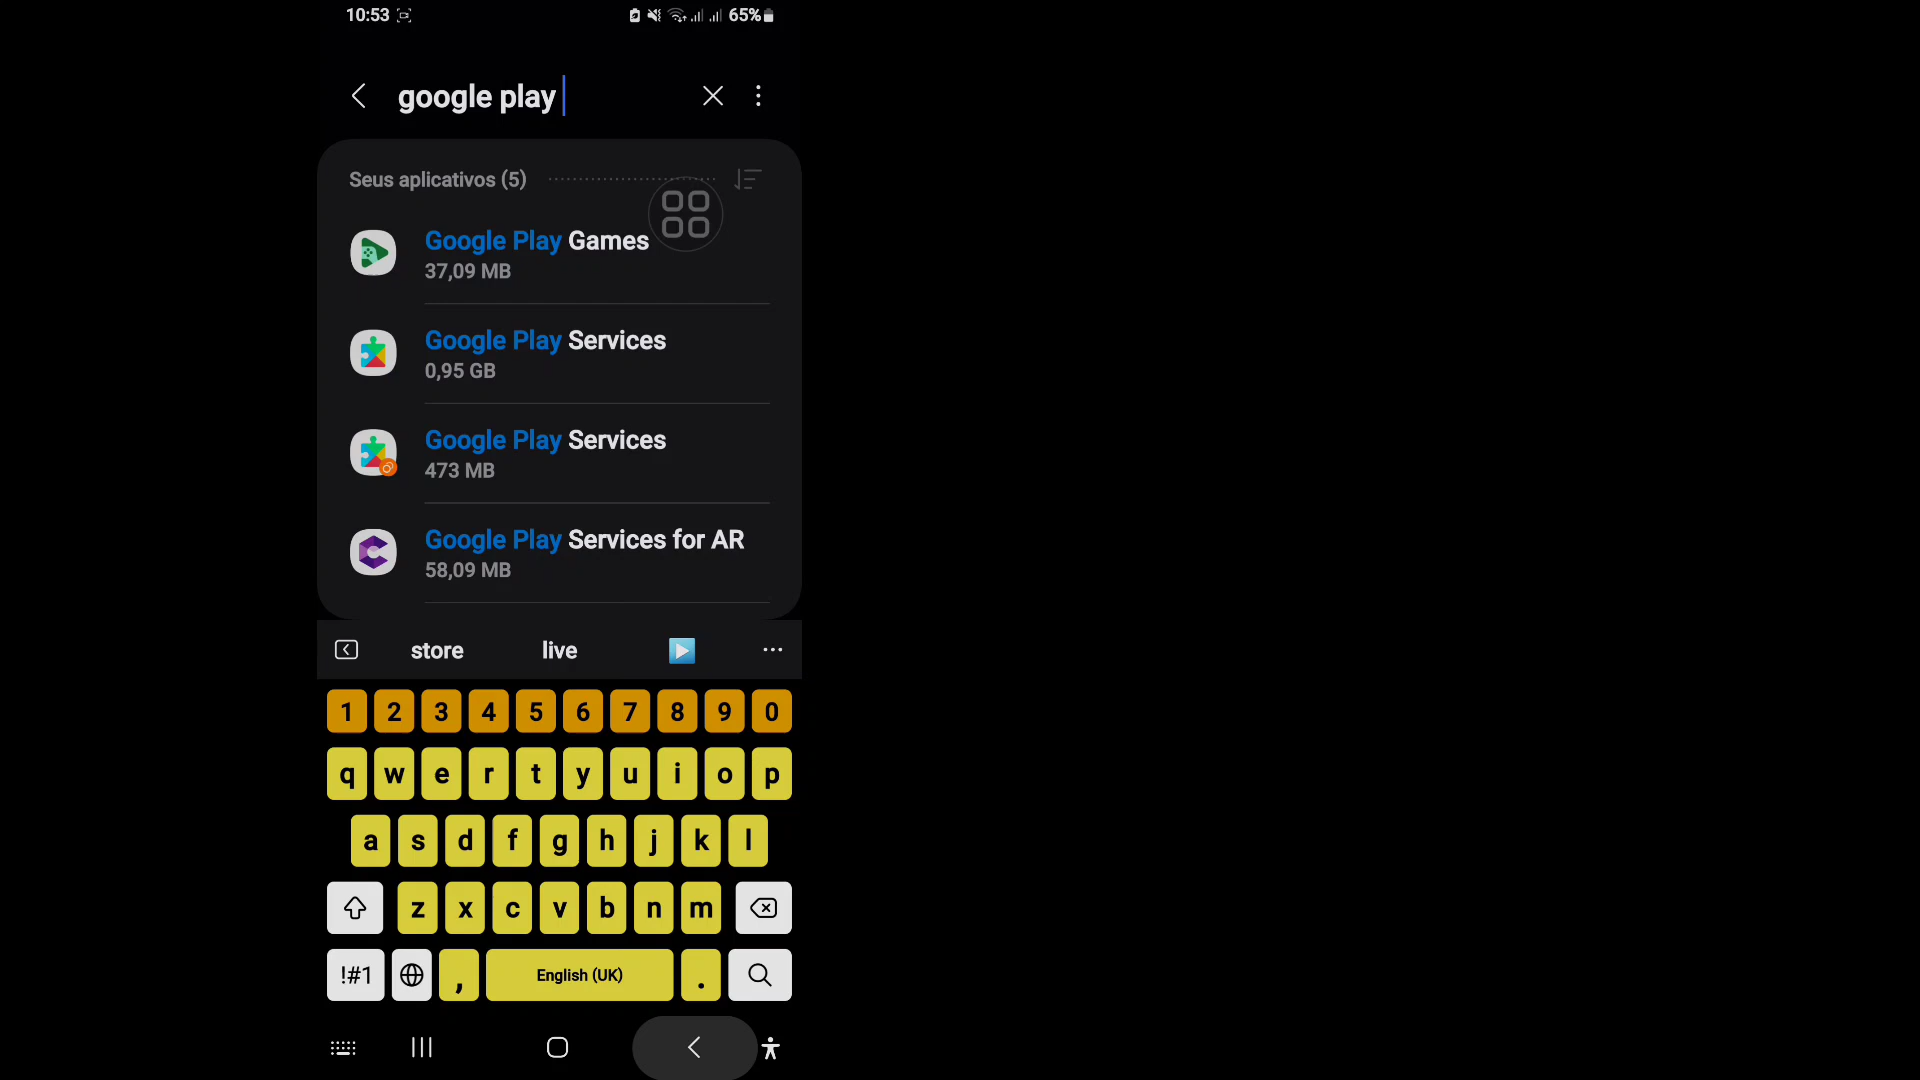 10:53 65%
google play
Seus aplicativos (5)
Google Play Games
37,09 MB
Google Play Services
0,95 GB
Google Play Services
473 MB
Google Play Services for AR
58,09 MB
store live
1 2 3 4 5 6 7 8 9 0
q w e r t y u i o p
a s d f g h j k l
z x c v b n m
!#1 , English (UK) .